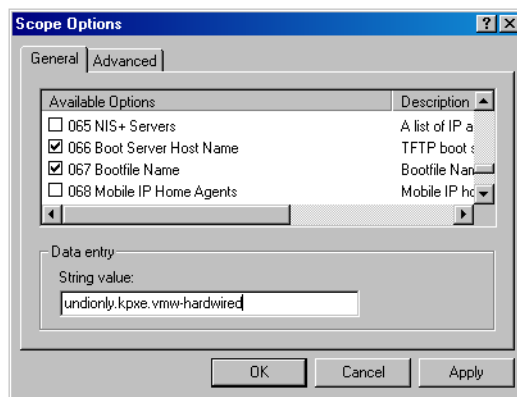 Scope Options
General Advanced
Available Options Description
065 NIS+ Servers A list of IP a
066 Boot Server Host Name TFTP boot s
067 Bootfile Name Bootfile Nan
068 Mobile IP Home Agents Mobile IP ho
Data entry
String value:
undionly.kpxe.vmw-hardwired
OK Cancel Apply